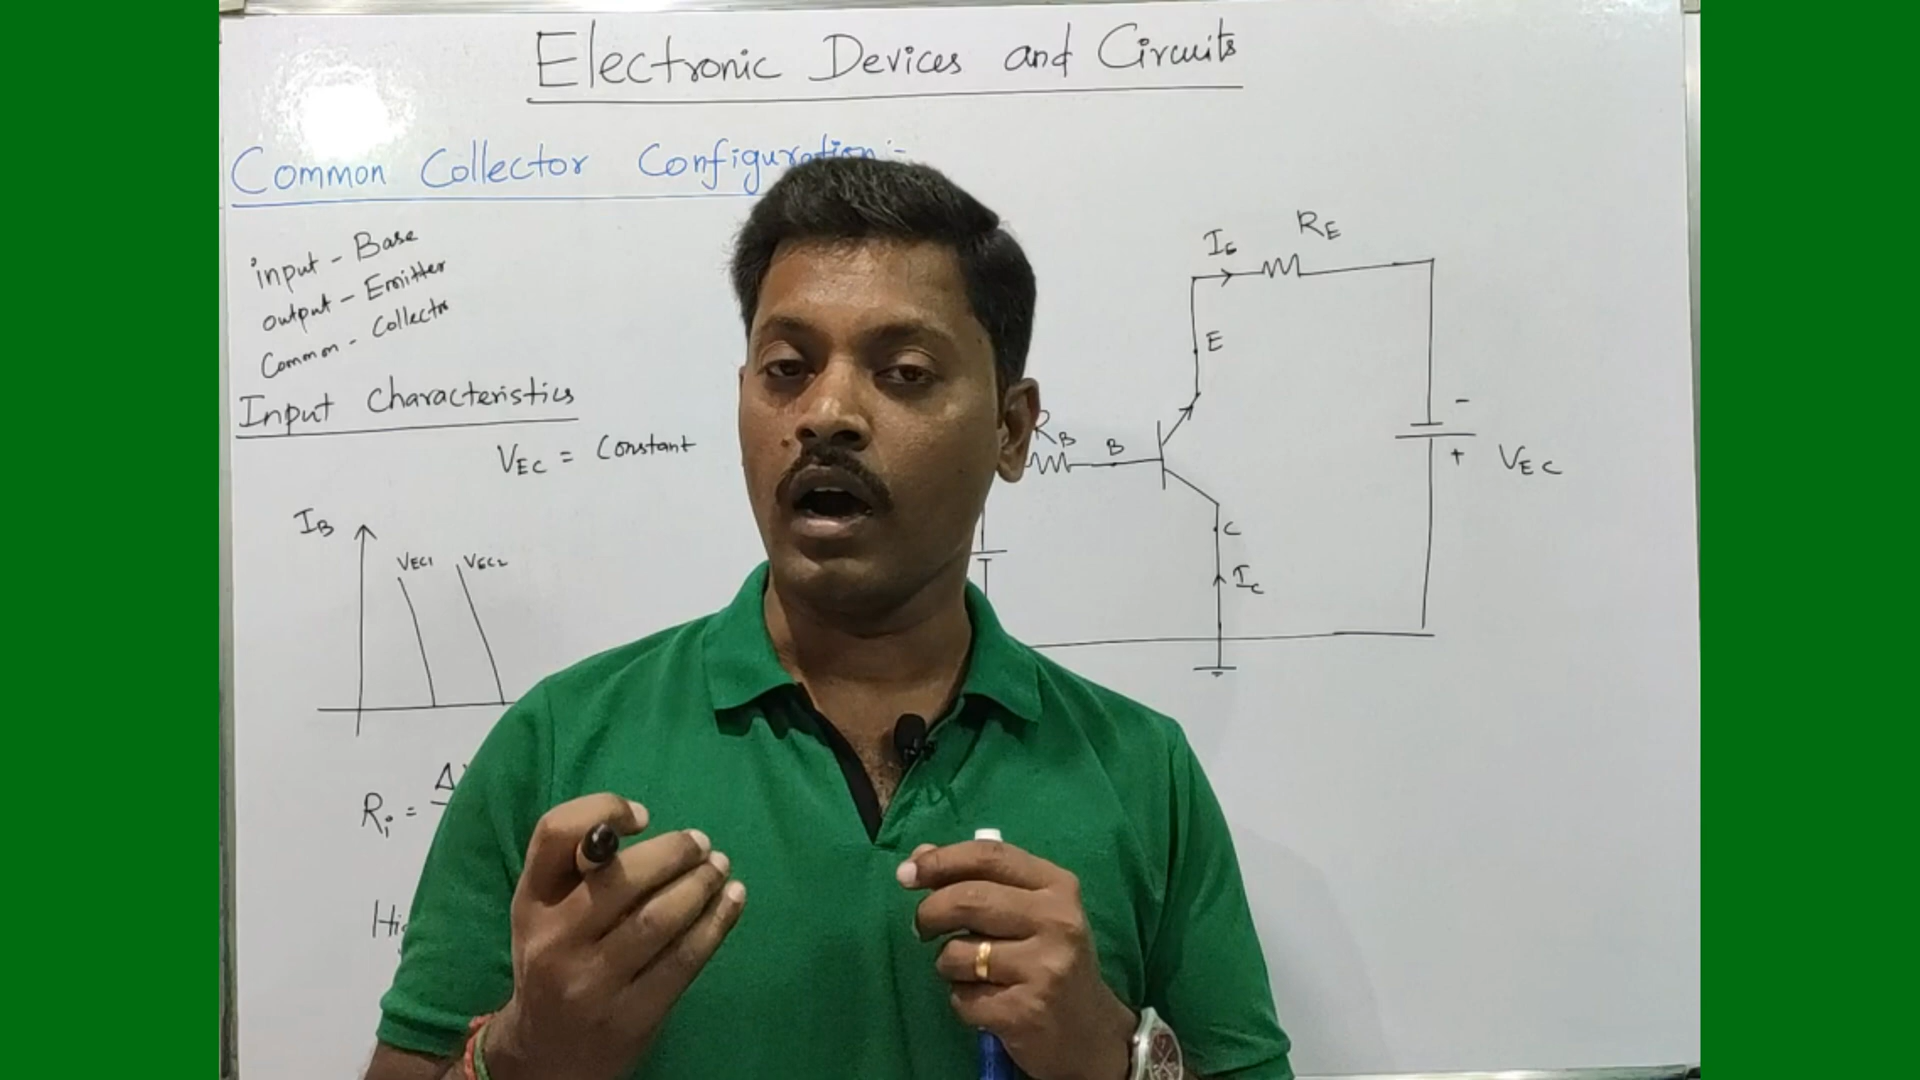 Electronic Devices and Circuits
Common Collector Configuration:-
input - Base
output - Emitter
Common - Collector
Input Characteristics
VEC = Constant
IB
VEC1 VEC2
Ri = Δ
IE
RE
E
RB B
C
IC
-
+ VEC